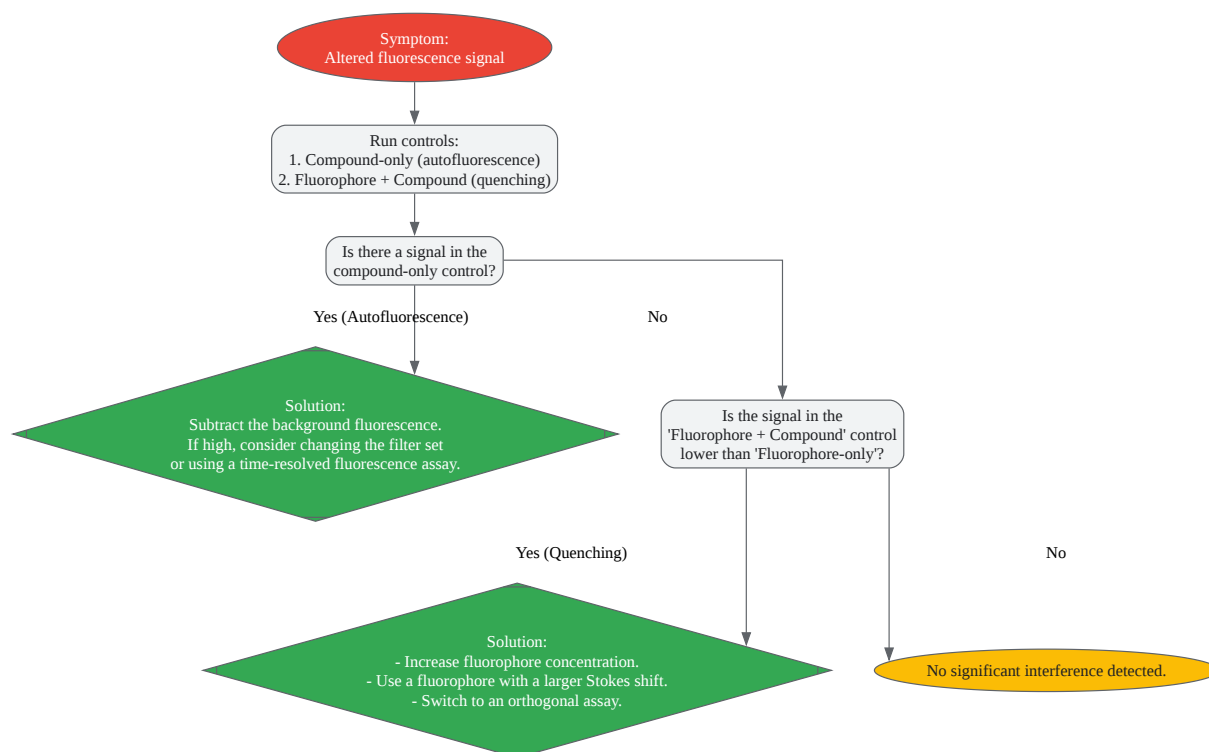 Symptom:
Altered fluorescence signal
Run controls:
1. Compound-only (autofluorescence)
2. Fluorophore + Compound (quenching)
Is there a signal in the
compound-only control?
Yes (Autofluorescence)
No
Solution:
Subtract the background fluorescence.
If high, consider changing the filter set
or using a time-resolved fluorescence assay.
Is the signal in the
'Fluorophore + Compound' control
lower than 'Fluorophore-only'?
Yes (Quenching)
No
Solution:
- Increase fluorophore concentration.
- Use a fluorophore with a larger Stokes shift.
- Switch to an orthogonal assay.
No significant interference detected.